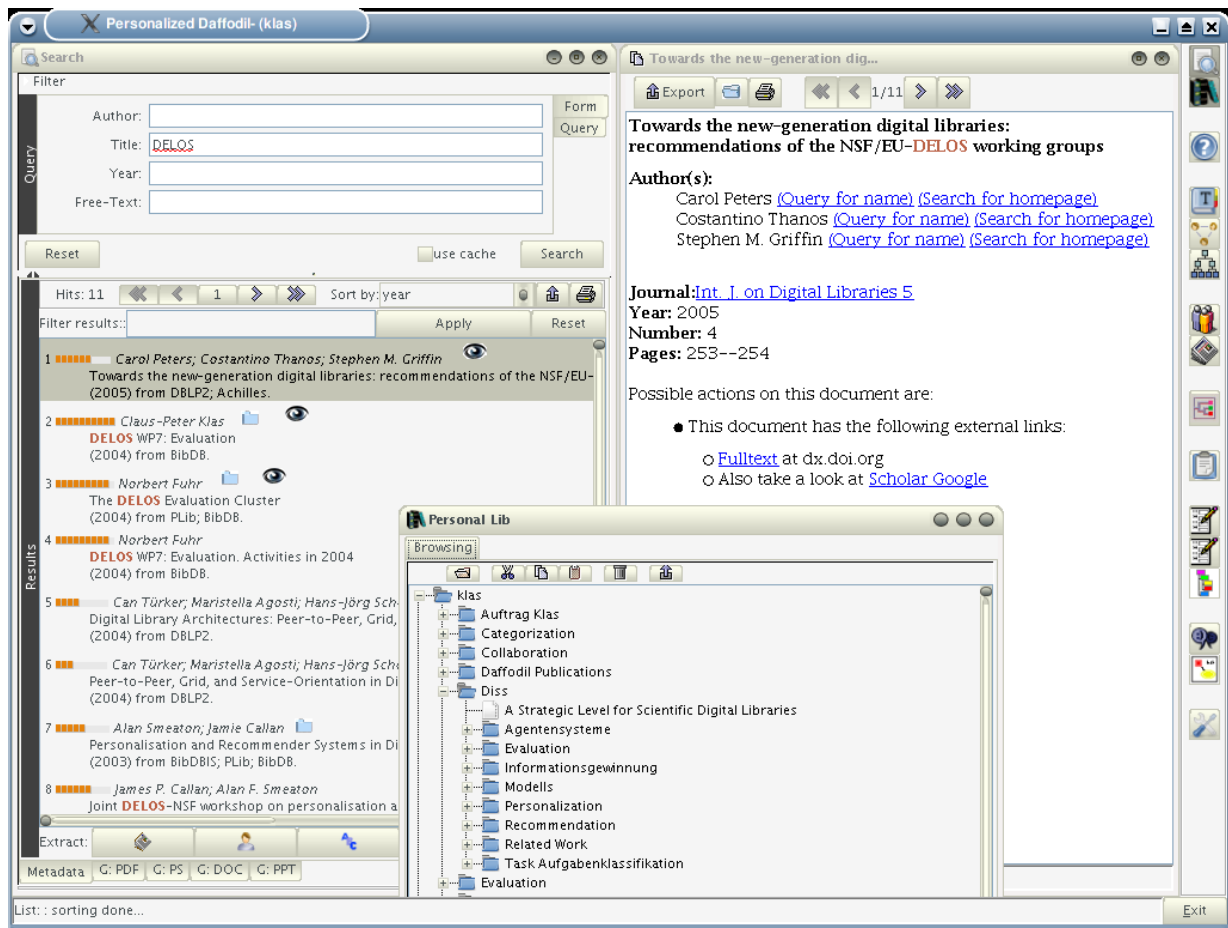 Personalized Daffodil- (klas)
Search
Filter
Query
Author:
Title: DELOS
Year:
Free-Text:
Form
Query
Reset
use cache
Search
Hits: 11
1
Sort by: year
Filter results::
Apply
Reset
Results
1 Carol Peters; Costantino Thanos; Stephen M. Griffin
Towards the new-generation digital libraries: recommendations of the NSF/EU-
(2005) from DBLP2; Achilles.
2 Claus-Peter Klas
DELOS WP7: Evaluation
(2004) from BibDB.
3 Norbert Fuhr
The DELOS Evaluation Cluster
(2004) from PLib; BibDB.
4 Norbert Fuhr
DELOS WP7: Evaluation. Activities in 2004
(2004) from BibDB.
5 Can Türker; Maristella Agosti; Hans-Jörg Sch
Digital Library Architectures: Peer-to-Peer, Grid,
(2004) from DBLP2.
6 Can Türker; Maristella Agosti; Hans-Jörg Sch
Peer-to-Peer, Grid, and Service-Orientation in Di
(2004) from DBLP2.
7 Alan Smeaton; Jamie Callan
Personalisation and Recommender Systems in Di
(2003) from BibDBIS; PLib; BibDB.
8 James P. Callan; Alan F. Smeaton
Joint DELOS-NSF workshop on personalisation a
Extract:
Metadata G: PDF G: PS G: DOC G: PPT
List: : sorting done...
Towards the new-generation dig...
Export
1/11
Towards the new-generation digital libraries:
recommendations of the NSF/EU-DELOS working groups
Author(s):
Carol Peters (Query for name) (Search for homepage)
Costantino Thanos (Query for name) (Search for homepage)
Stephen M. Griffin (Query for name) (Search for homepage)
Journal:Int. J. on Digital Libraries 5
Year: 2005
Number: 4
Pages: 253--254
Possible actions on this document are:
This document has the following external links:
Fulltext at dx.doi.org
Also take a look at Scholar Google
Personal Lib
Browsing
klas
Auftrag Klas
Categorization
Collaboration
Daffodil Publications
Diss
A Strategic Level for Scientific Digital Libraries
Agentensysteme
Evaluation
Informationsgewinnung
Modells
Personalization
Recommendation
Related Work
Task Aufgabenklassifikation
Evaluation
Exit